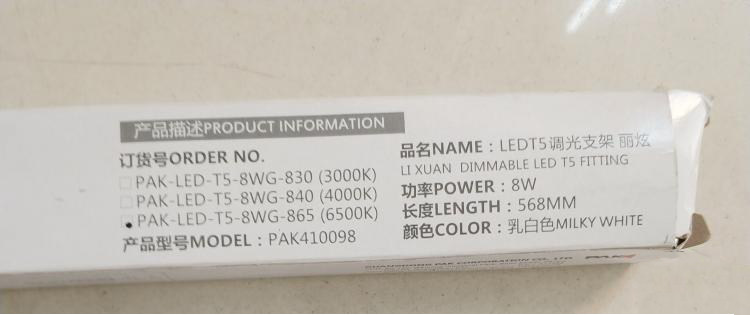 产品描述PRODUCT INFORMATION
订货号ORDER NO.
PAK-LED-T5-8WG-830 (3000K)
PAK-LED-T5-8WG-840 (4000K)
PAK-LED-T5-8WG-865 (6500K)
产品型号MODEL : PAK410098
品名NAME : LEDT5调光支架 丽炫
LI XUAN DIMMABLE LED T5 FITTING
功率POWER : 8W
长度LENGTH : 568MM
颜色COLOR : 乳白色MILKY WHITE
PAK CORPORATION CO., LTD.